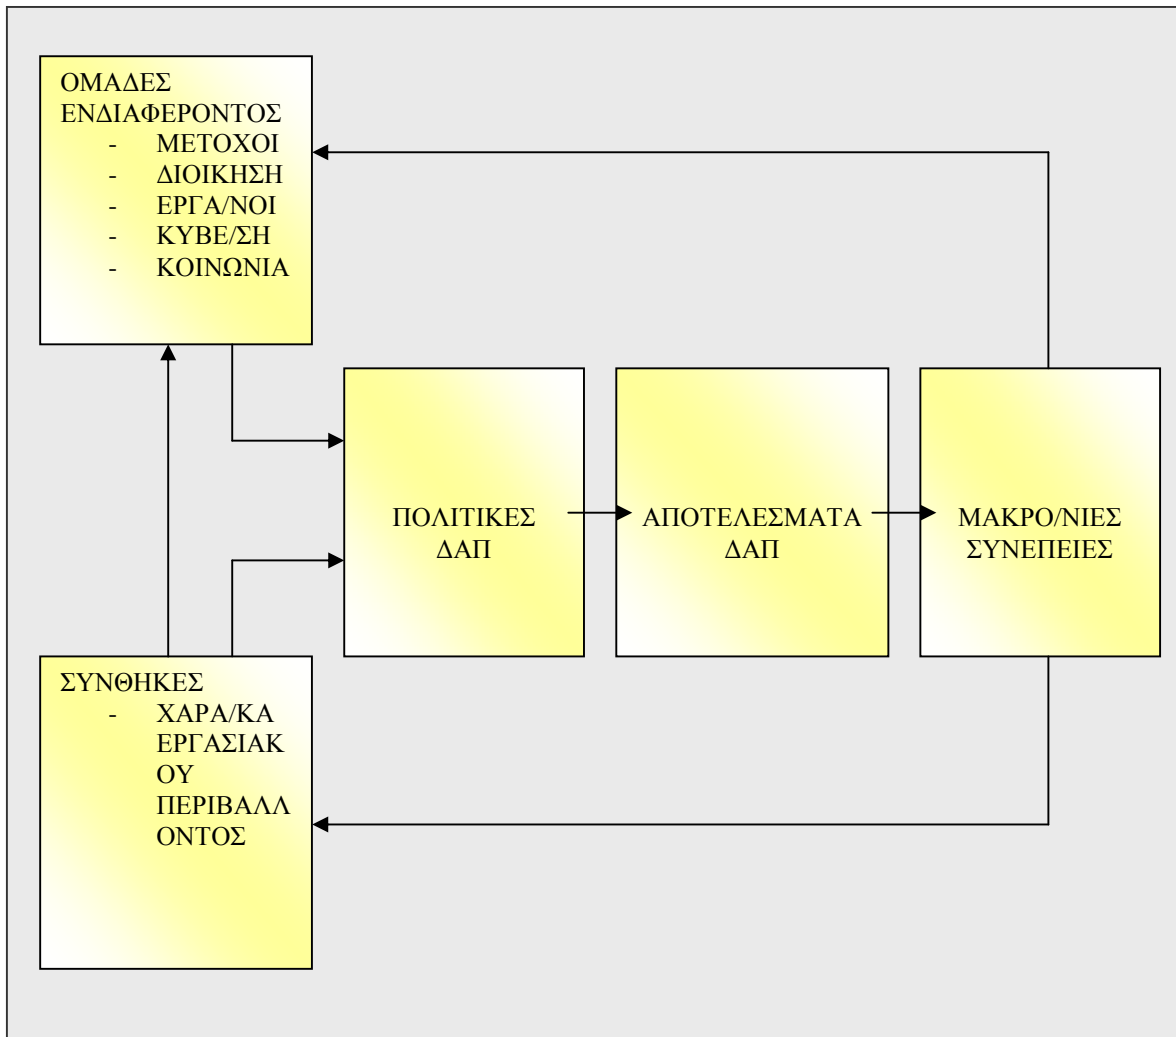 ΟΜΑΔΕΣ
ΕΝΔΙΑΦΕΡΟΝΤΟΣ
- ΜΕΤΟΧΟΙ
- ΔΙΟΙΚΗΣΗ
- ΕΡΓΑ/ΝΟΙ
- ΚΥΒΕ/ΣΗ
- ΚΟΙΝΩΝΙΑ
ΠΟΛΙΤΙΚΕΣ
ΔΑΠ
ΑΠΟΤΕΛΕΣΜΑΤΑ
ΔΑΠ
ΜΑΚΡΟ/ΝΙΕΣ
ΣΥΝΕΠΕΙΕΣ
ΣΥΝΘΗΚΕΣ
- ΧΑΡΑ/ΚΑ
ΕΡΓΑΣΙΑΚ
ΟΥ
ΠΕΡΙΒΑΛΛ
ΟΝΤΟΣ